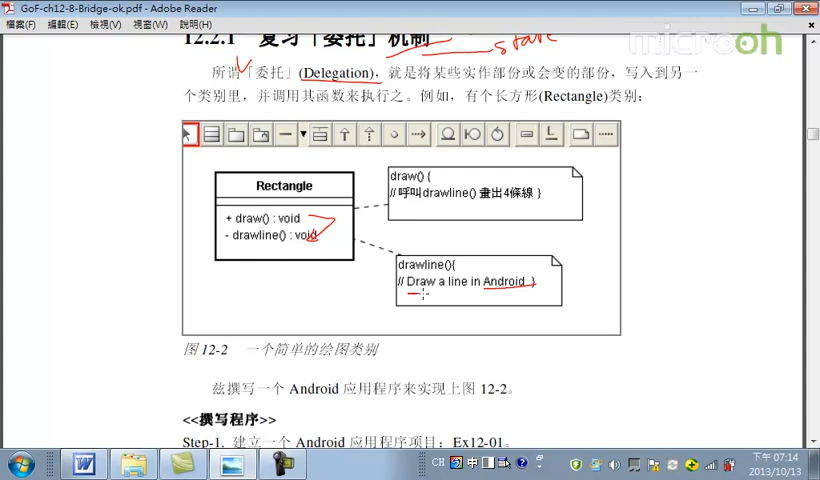 GoF-ch12-8-Bridge-ok.pdf - Adobe Reader
檔案(F) 編輯(E) 檢視(V) 視窗(W) 說明(H)
microoh
12.2.1 复习「委托」机制
state
所谓「委托」(Delegation)，就是将某些实作部份或会变的部份，写入到另一
个类别里，并调用其函数来执行之。例如，有个长方形(Rectangle)类别：
Rectangle
+ draw() : void
- drawline() : void
draw() {
// 呼叫drawline() 畫出4條線 }
drawline(){
// Draw a line in Android }
图 12-2 一个简单的绘图类别
兹撰写一个 Android 应用程序来实现上图 12-2。
<<撰写程序>>
Step-1. 建立一个 Android 应用程序项目：Ex12-01。
CH
下午 07:14
2013/10/13